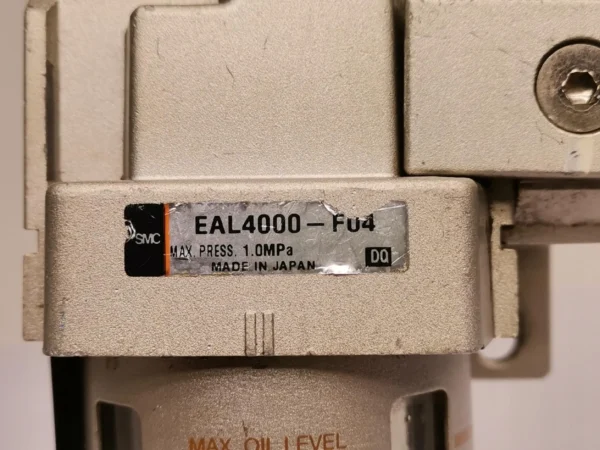 SMC
EAL4000-F04
MAX. PRESS. 1.0MPa
DQ
MADE IN JAPAN
MAX OIL LEVEL